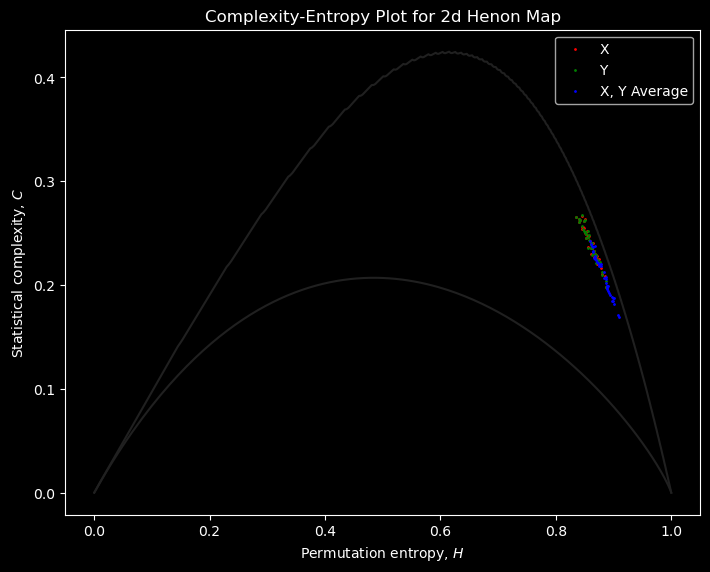 Complexity-Entropy Plot for 2d Henon Map
X
Y
X, Y Average
Statistical complexity, C
0.4
0.3
0.2
0.1
0.0
0.0 0.2 0.4 0.6 0.8 1.0
Permutation entropy, H